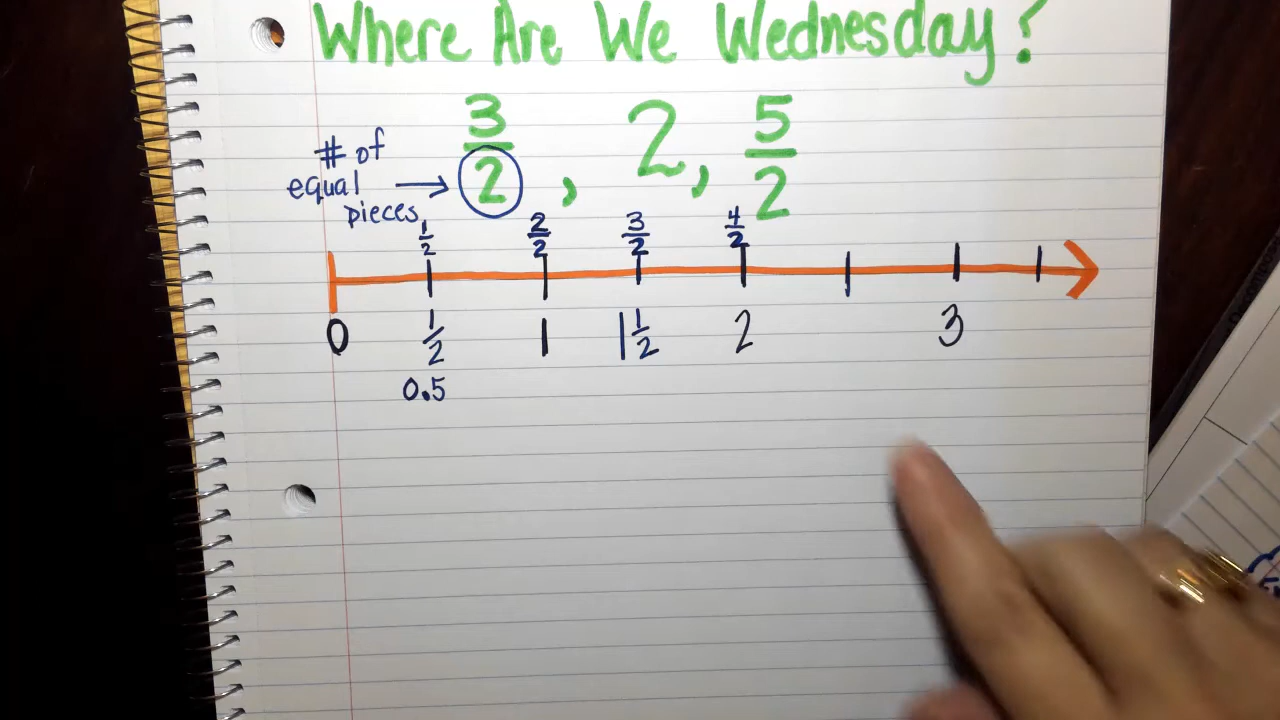 Where Are We Wednesday?
3/2, 2, 5/2
# of
equal → 
pieces
1/2 2/2 3/2 4/2
0 1/2 1 1 1/2 2 3
0.5